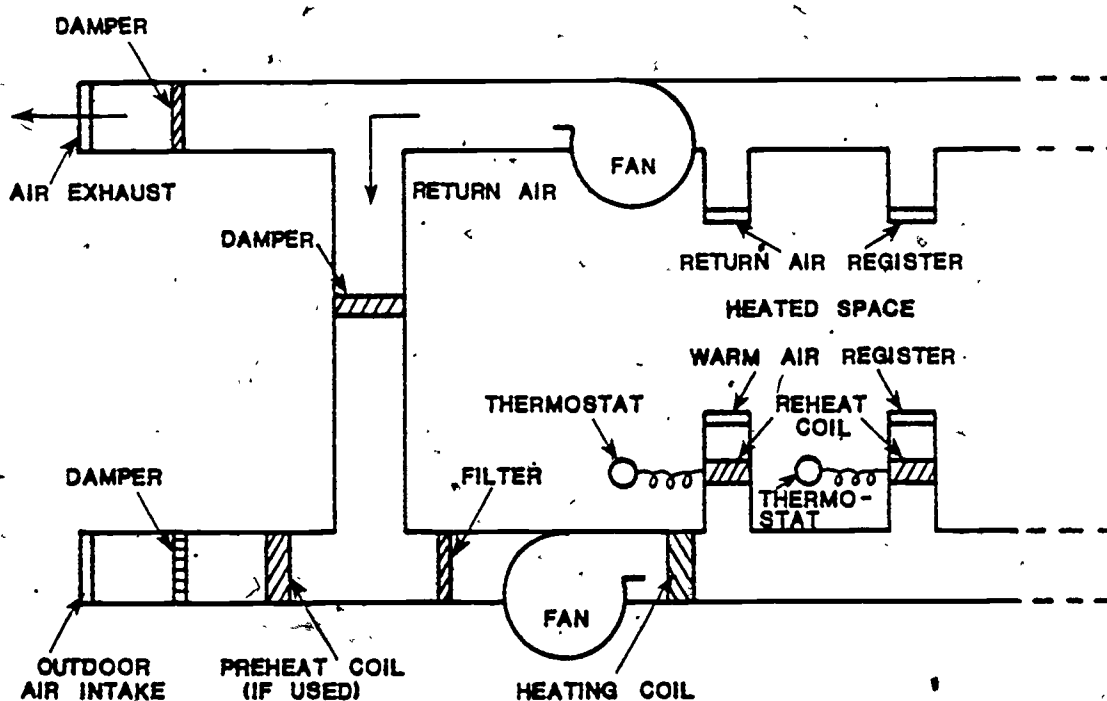 DAMPER
AIR EXHAUST
RETURN AIR
FAN
DAMPER
RETURN AIR REGISTER
HEATED SPACE
WARM AIR REGISTER
THERMOSTAT
REHEAT
COIL
DAMPER
FILTER
THERMO-
STAT
FAN
OUTDOOR
AIR INTAKE
PREHEAT COIL
(IF USED)
HEATING COIL